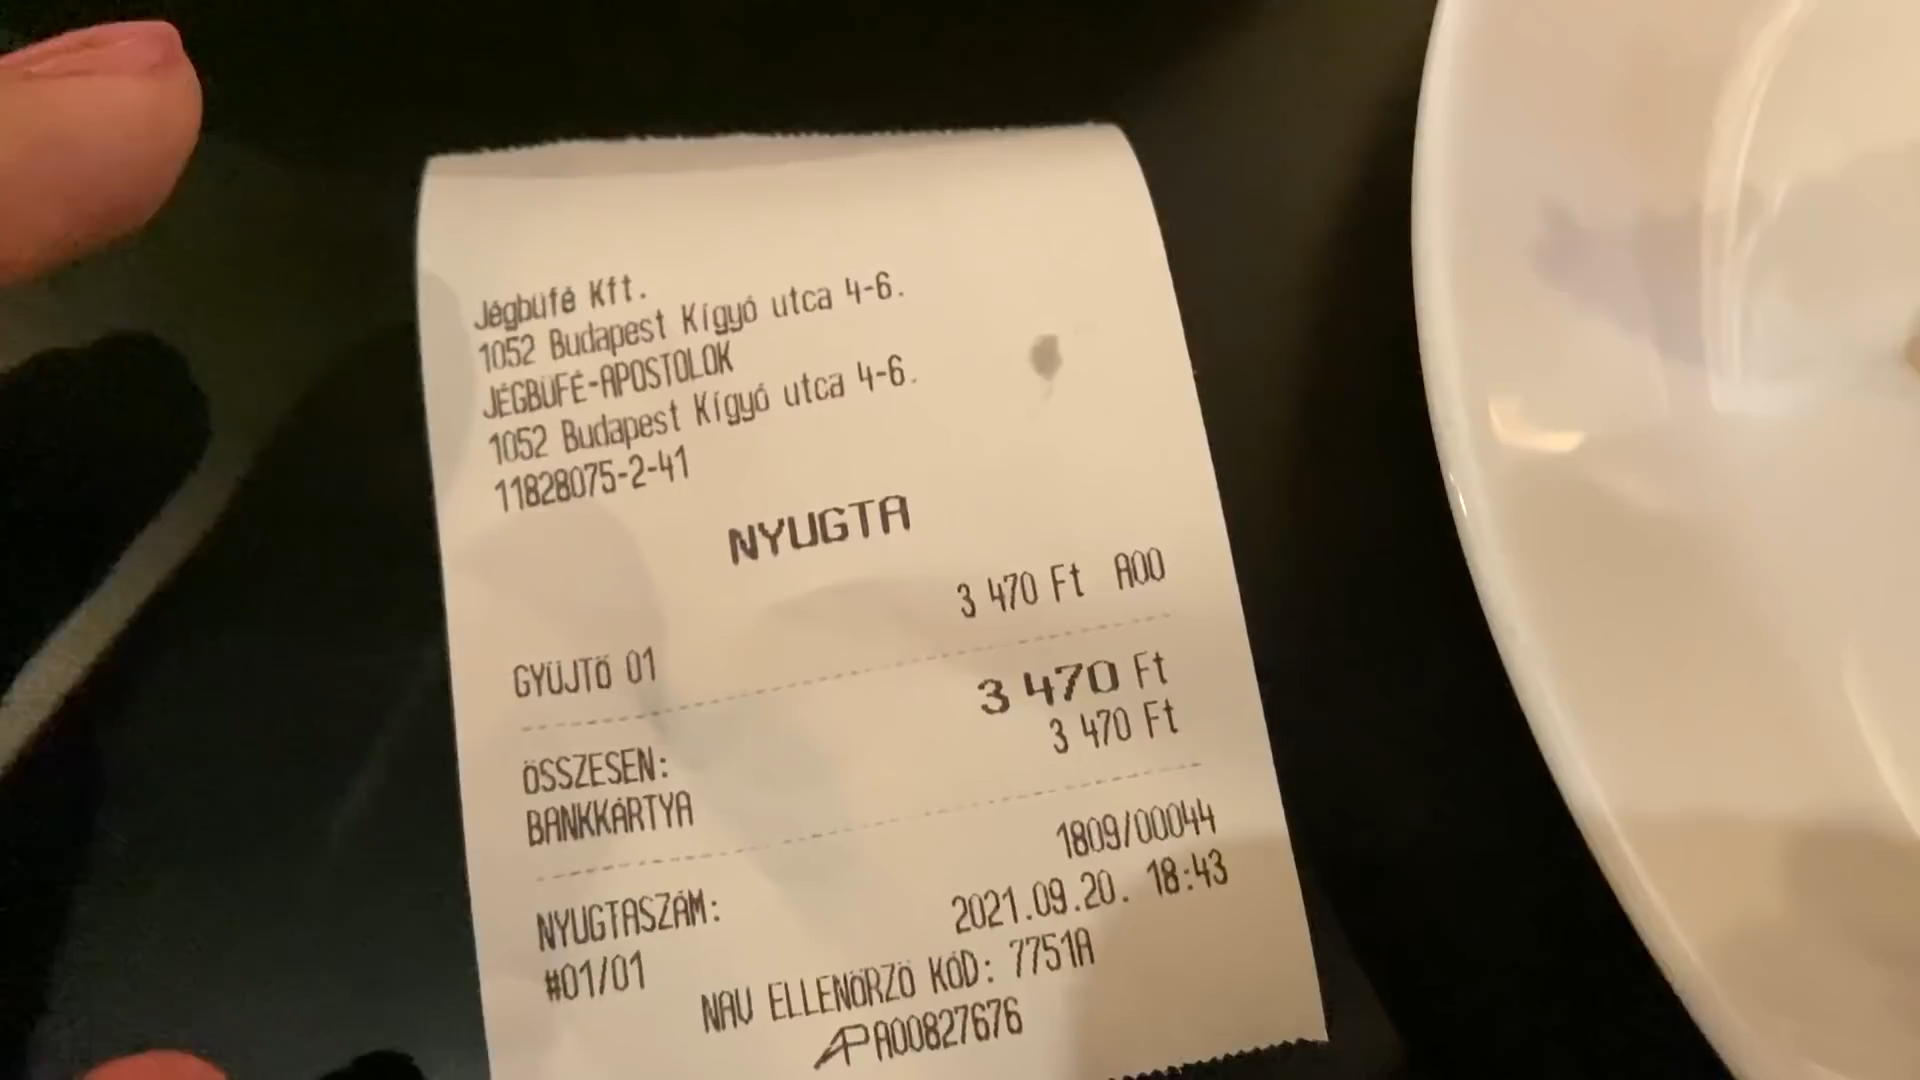 Jégbüfé Kft.
1052 Budapest Kígyó utca 4-6.
JÉGBÜFÉ-APOSTOLOK
1052 Budapest Kígyó utca 4-6.
11828075-2-41
NYUGTA
GYŰJTŐ 01 3 470 Ft A00
ÖSSZESEN: 3 470 Ft
BANKKÁRTYA 3 470 Ft
NYUGTASZÁM: 1809/00044
#01/01 2021.09.20. 18:43
NAV ELLENŐRZŐ KÓD: 7751A
AP A00827676